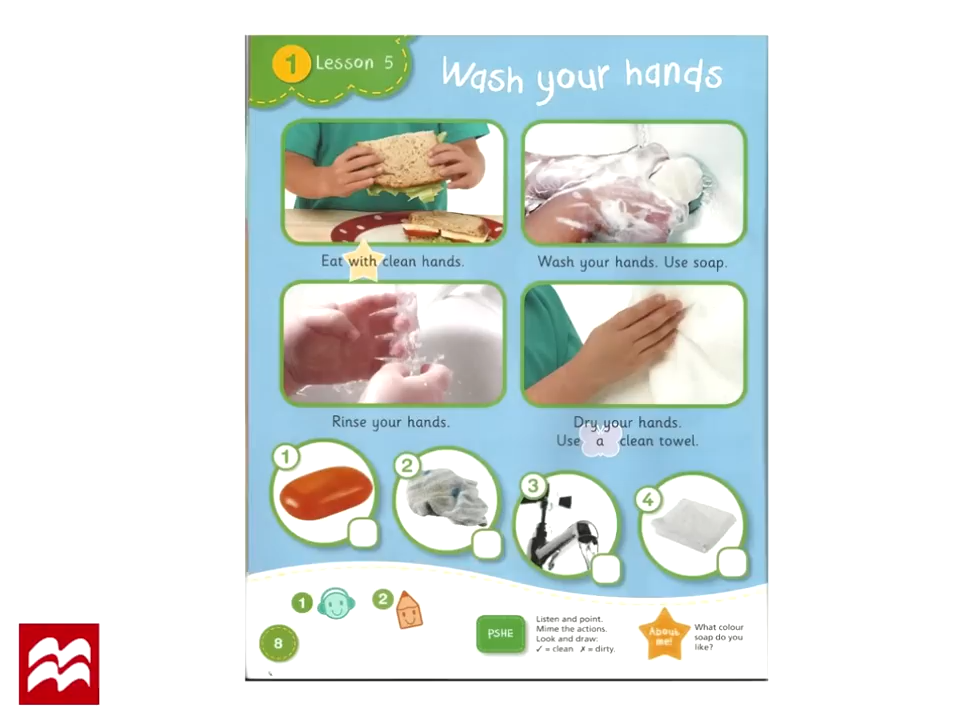 1 Lesson 5
Wash your hands
Eat with clean hands.
Wash your hands. Use soap.
Rinse your hands.
Dry your hands.
Use a clean towel.
1
2
3
4
1
2
8
PSHE
Listen and point.
Mime the actions.
Look and draw:
✓ = clean ✗ = dirty.
About
me!
What colour
soap do you
like?